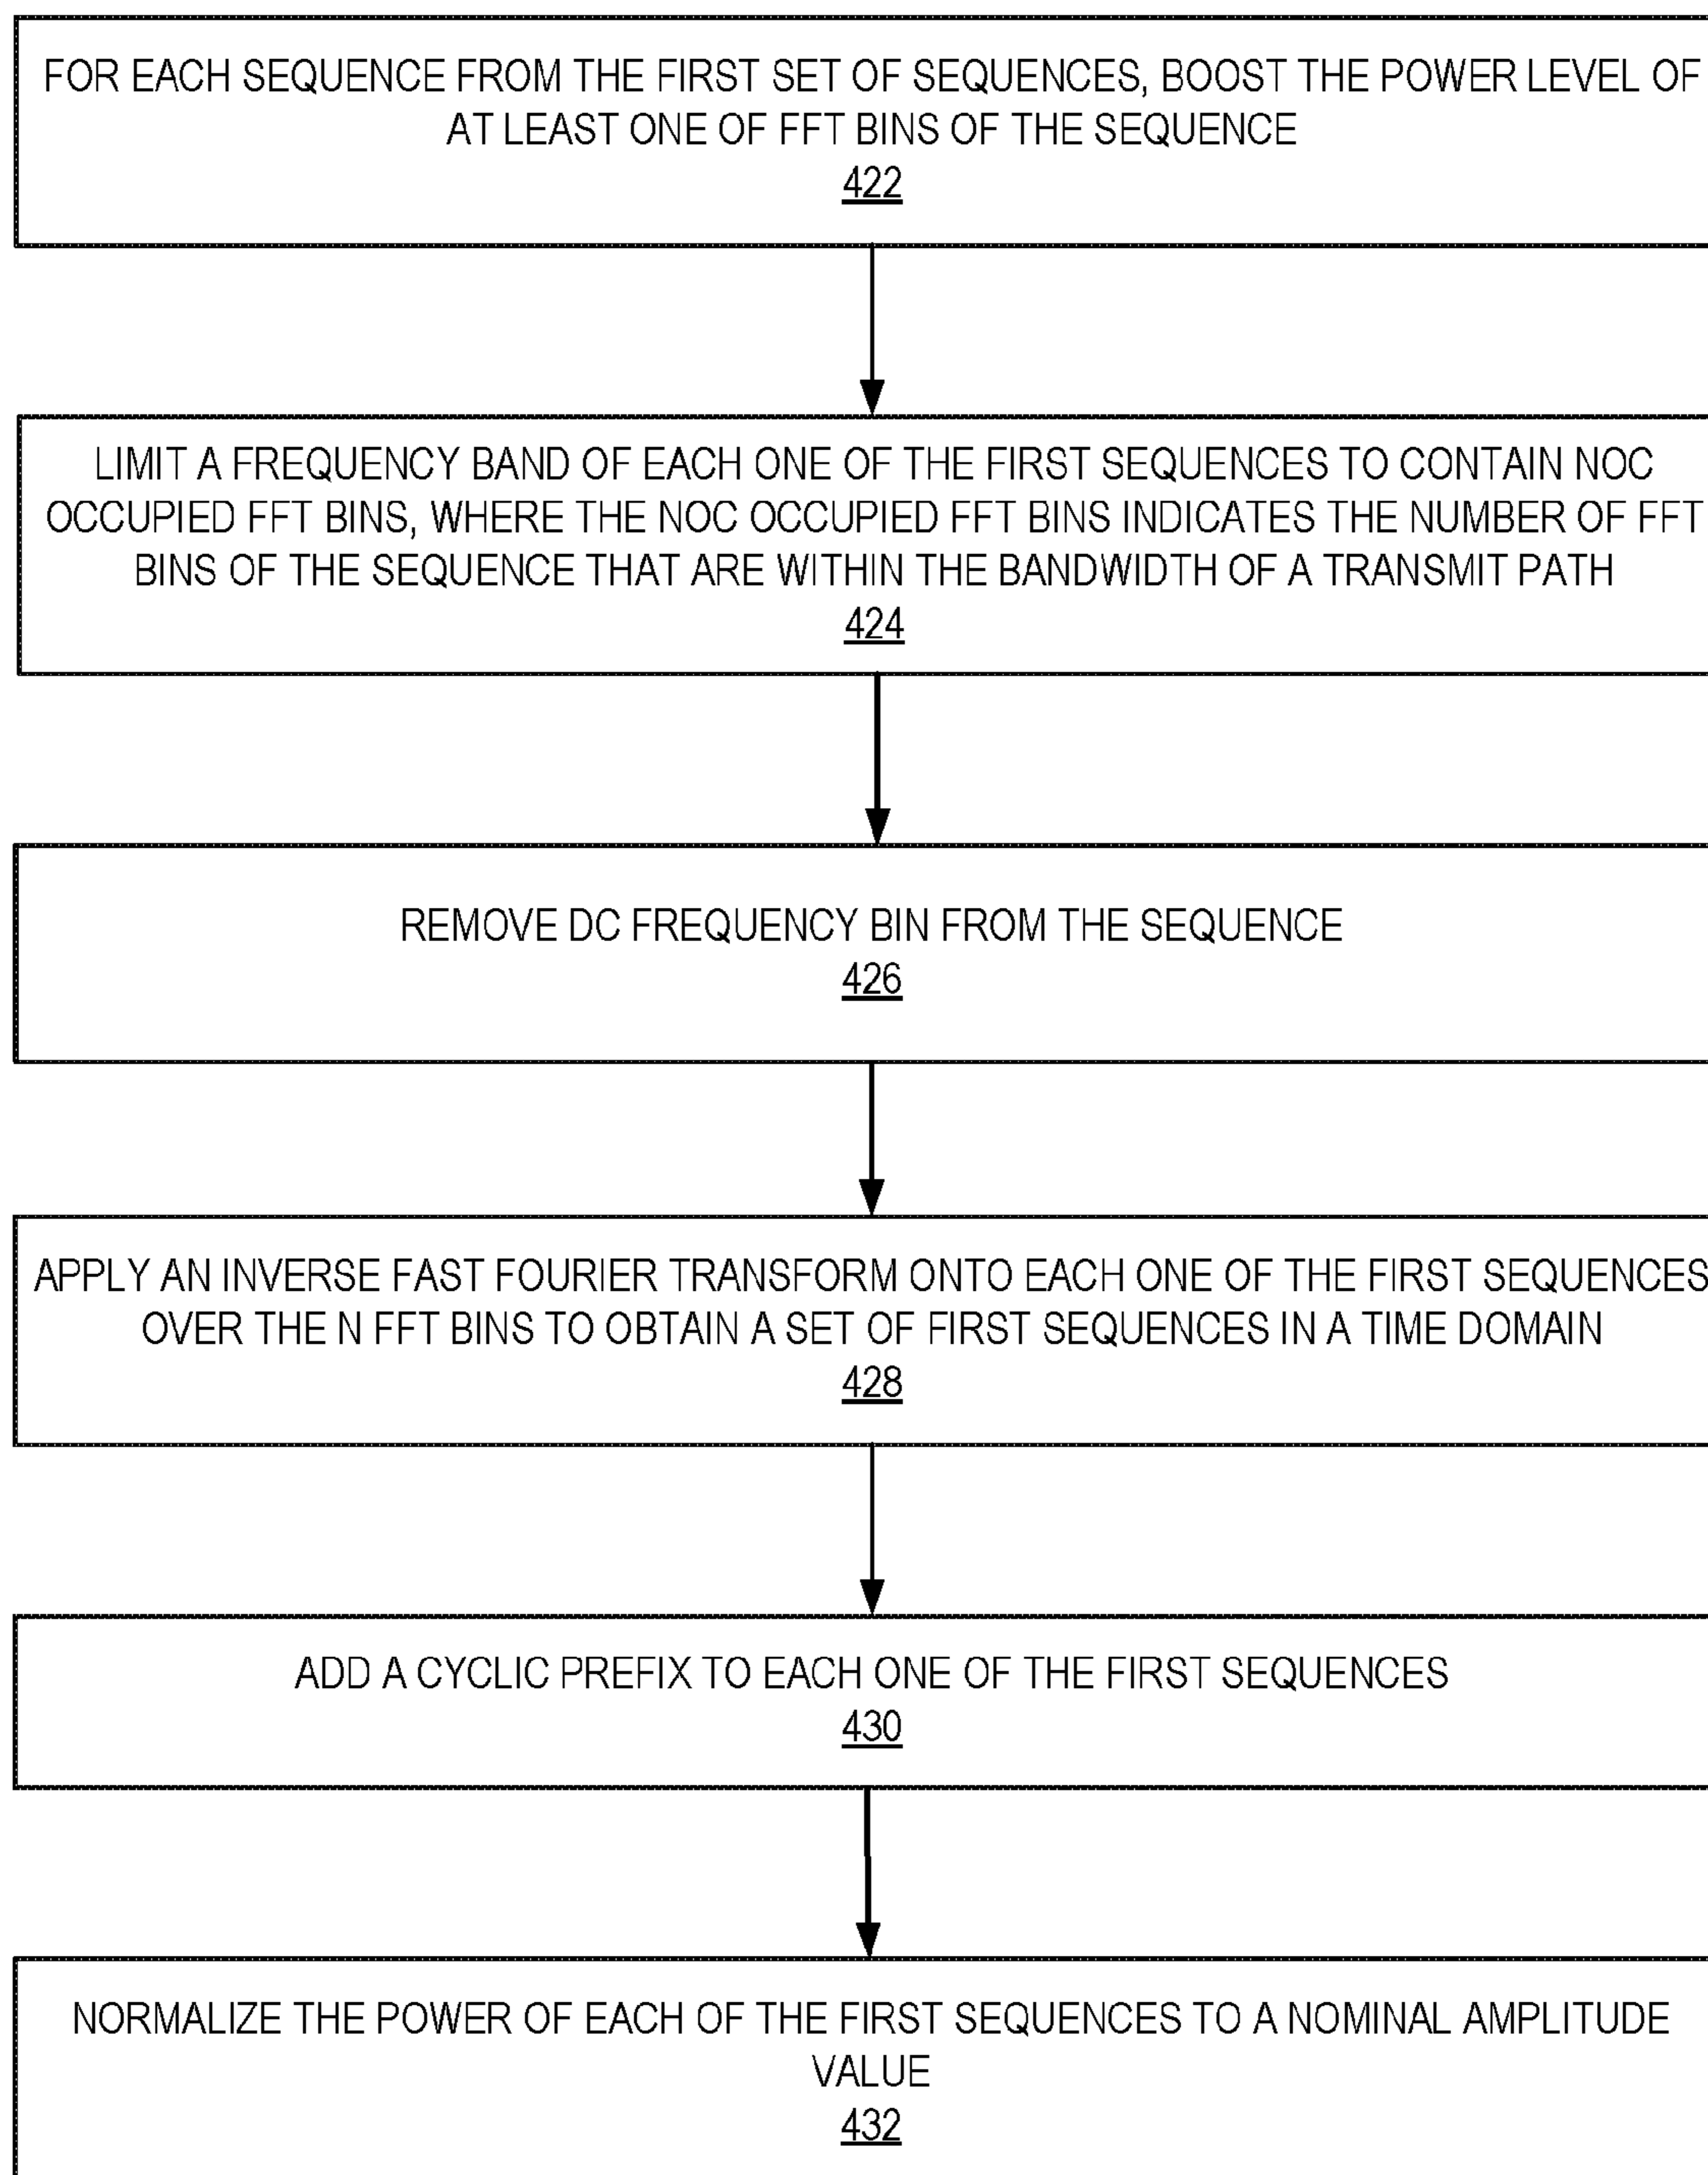 FOR EACH SEQUENCE FROM THE FIRST SET OF SEQUENCES, BOOST THE POWER LEVEL OF
AT LEAST ONE OF FFT BINS OF THE SEQUENCE
422
LIMIT A FREQUENCY BAND OF EACH ONE OF THE FIRST SEQUENCES TO CONTAIN NOC
OCCUPIED FFT BINS, WHERE THE NOC OCCUPIED FFT BINS INDICATES THE NUMBER OF FFT
BINS OF THE SEQUENCE THAT ARE WITHIN THE BANDWIDTH OF A TRANSMIT PATH
424
REMOVE DC FREQUENCY BIN FROM THE SEQUENCE
426
APPLY AN INVERSE FAST FOURIER TRANSFORM ONTO EACH ONE OF THE FIRST SEQUENCES
OVER THE N FFT BINS TO OBTAIN A SET OF FIRST SEQUENCES IN A TIME DOMAIN
428
ADD A CYCLIC PREFIX TO EACH ONE OF THE FIRST SEQUENCES
430
NORMALIZE THE POWER OF EACH OF THE FIRST SEQUENCES TO A NOMINAL AMPLITUDE
VALUE
432